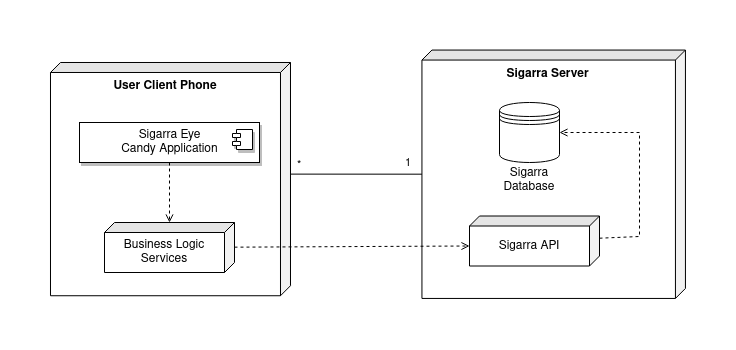 User Client Phone
Sigarra Eye
Candy Application
Business Logic
Services
*
1
Sigarra Server
Sigarra
Database
Sigarra API